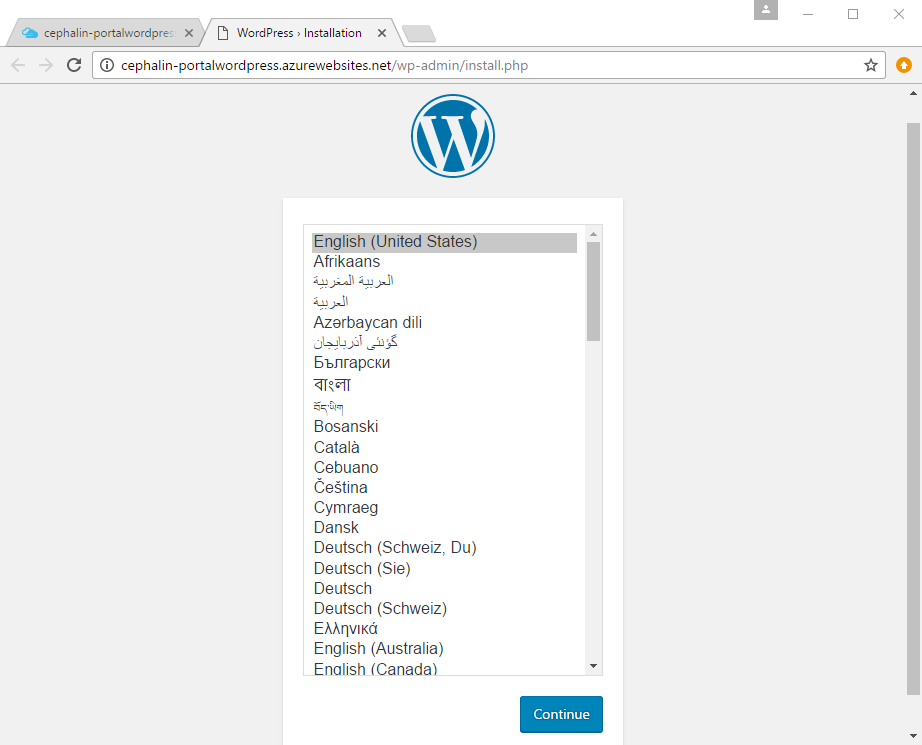 cephalin-portalwordpres
WordPress › Installation
cephalin-portalwordpress.azurewebsites.net/wp-admin/install.php
English (United States)
Afrikaans
العربية المغربية
العربية
Azərbaycan dili
گؤنئی آذربایجان
Български
বাংলা
བོད་ཡིག
Bosanski
Català
Cebuano
Čeština
Cymraeg
Dansk
Deutsch (Schweiz, Du)
Deutsch (Sie)
Deutsch
Deutsch (Schweiz)
Ελληνικά
English (Australia)
English (Canada)
Continue